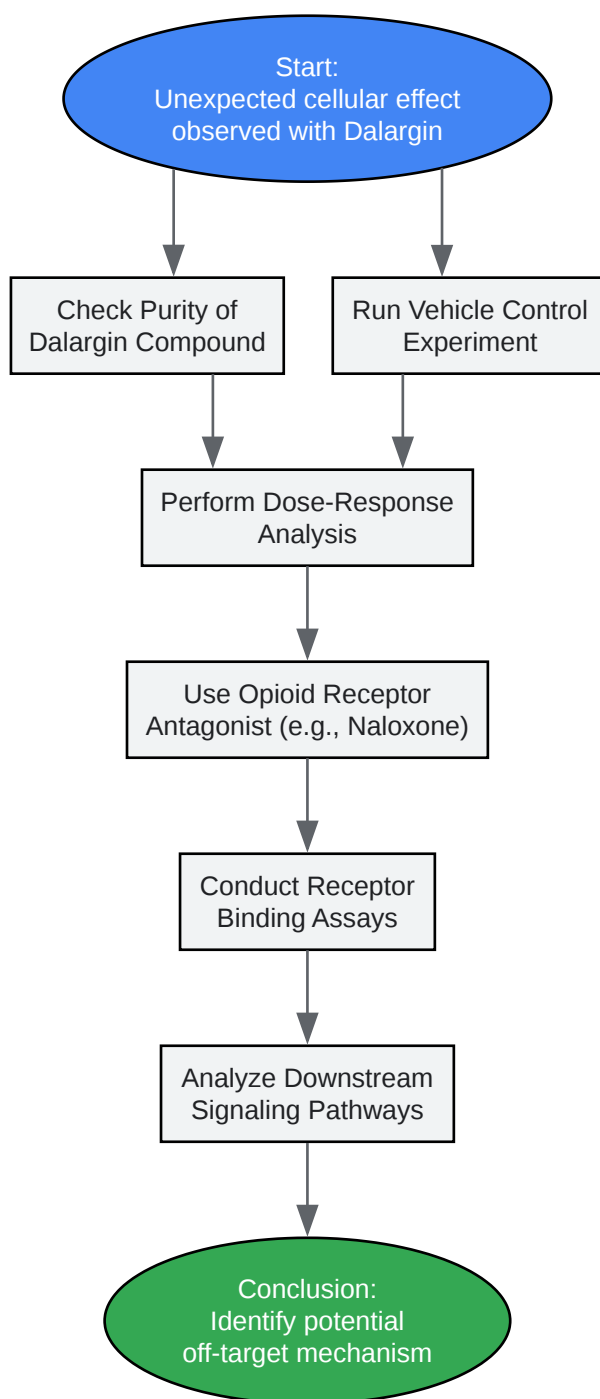 Start:
Unexpected cellular effect
observed with Dalargin
Check Purity of
Dalargin Compound
Run Vehicle Control
Experiment
Perform Dose-Response
Analysis
Use Opioid Receptor
Antagonist (e.g., Naloxone)
Conduct Receptor
Binding Assays
Analyze Downstream
Signaling Pathways
Conclusion:
Identify potential
off-target mechanism